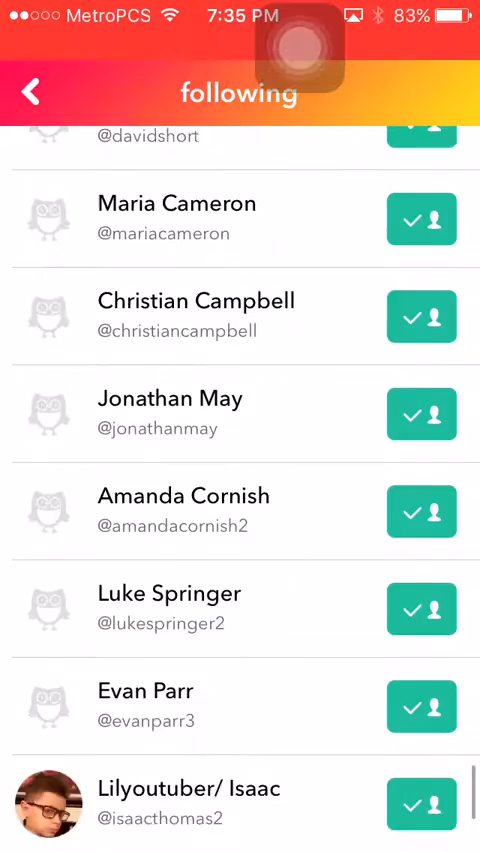 MetroPCS 7:35 PM 83%
following
@davidshort
Maria Cameron
@mariacameron
Christian Campbell
@christiancampbell
Jonathan May
@jonathanmay
Amanda Cornish
@amandacornish2
Luke Springer
@lukespringer2
Evan Parr
@evanparr3
Lilyoutuber/ Isaac
@isaacthomas2